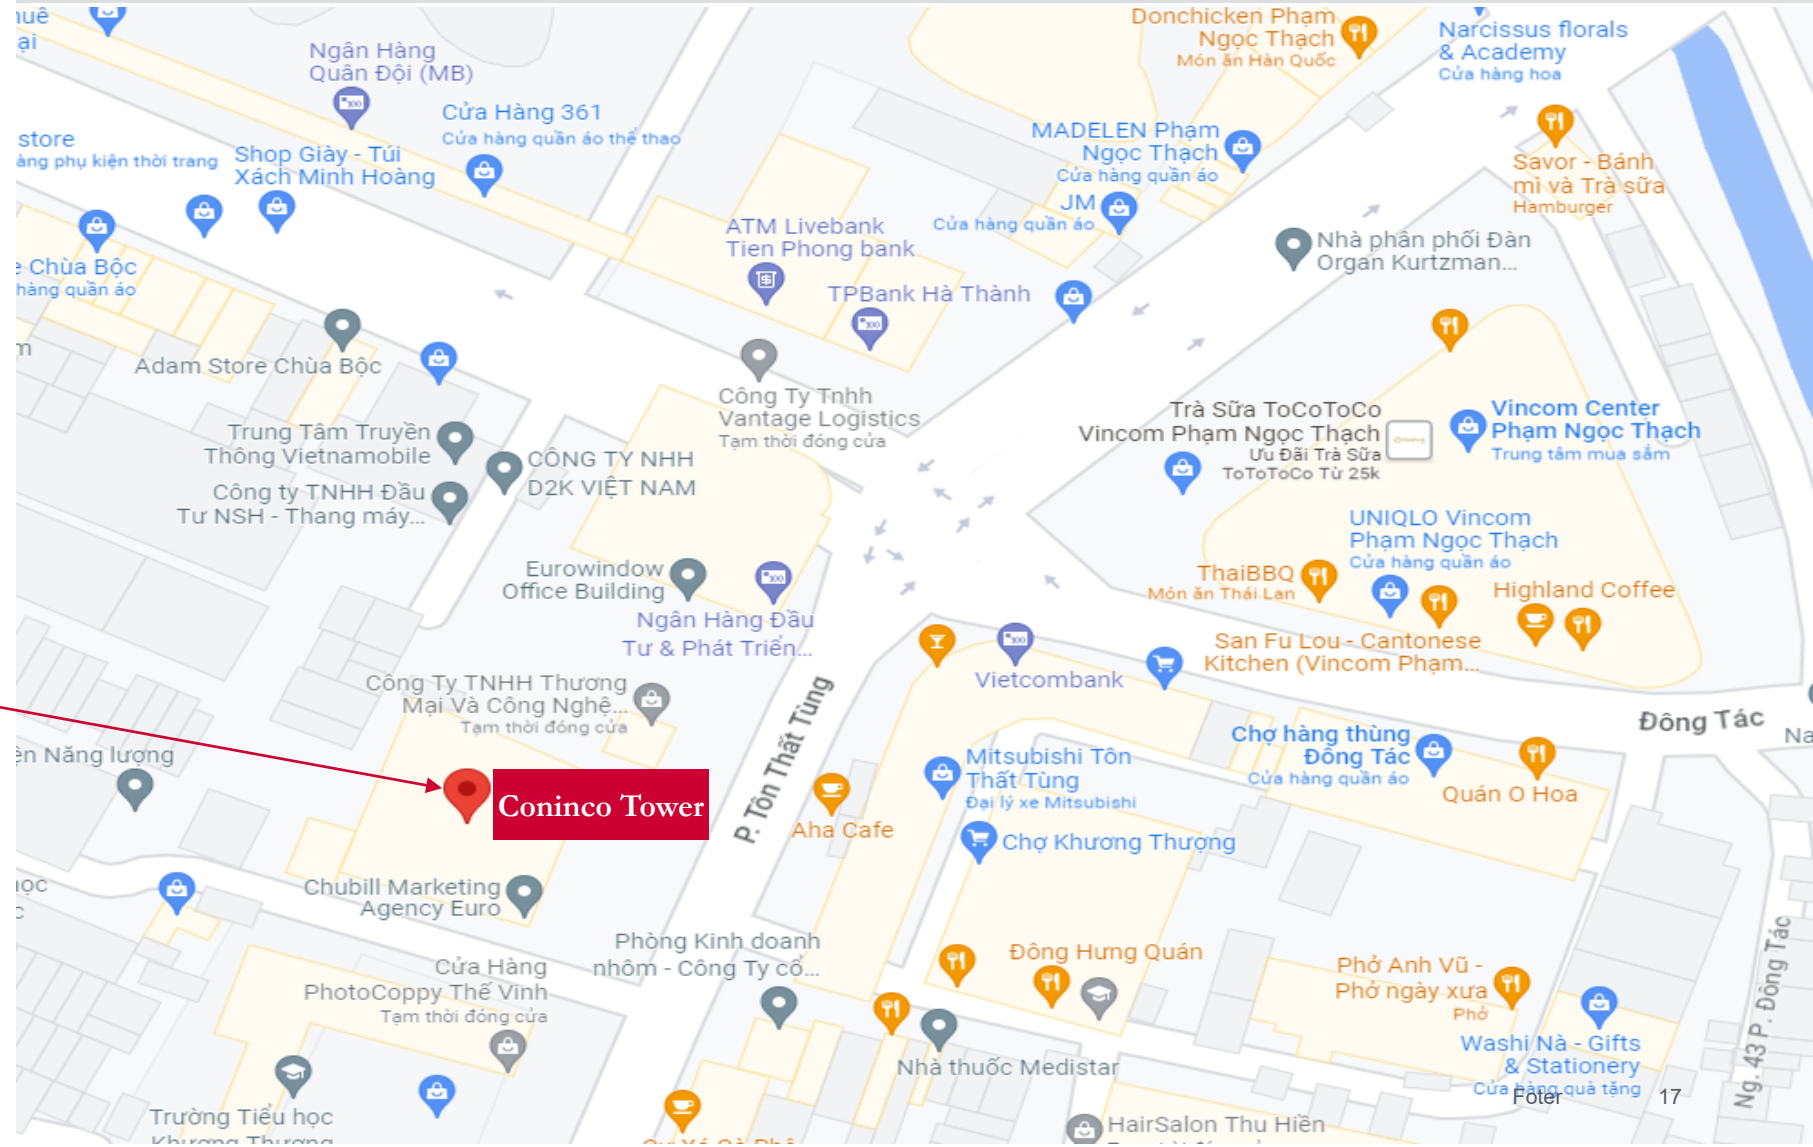 Ngân Hàng
Quân Đội (MB)
Cửa Hàng 361
Cửa hàng quần áo thể thao
store
àng phụ kiện thời trang
Shop Giày - Túi
Xách Minh Hoàng
Donchicken Phạm
Ngọc Thạch
Món ăn Hàn Quốc
Narcissus florals
& Academy
Cửa hàng hoa
MADELEN Phạm
Ngọc Thạch
Cửa hàng quần áo
JM
Cửa hàng quần áo
Savor - Bánh
mì và Trà sữa
Hamburger
ATM Livebank
Tien Phong bank
TPBank Hà Thành
Nhà phân phối Đàn
Organ Kurtzman...
e Chùa Bộc
hàng quần áo
Adam Store Chùa Bộc
Công Ty Tnhh
Vantage Logistics
Tạm thời đóng cửa
Trà Sữa ToCoToCo
Vincom Phạm Ngọc Thạch
Ưu Đãi Trà Sữa
ToToToCo Từ 25k
Vincom Center
Phạm Ngọc Thạch
Trung tâm mua sắm
Trung Tâm Truyền
Thông Vietnamobile
CÔNG TY NHH
D2K VIỆT NAM
Công ty TNHH Đầu
Tư NSH - Thang máy...
UNIQLO Vincom
Phạm Ngọc Thạch
Cửa hàng quần áo
Eurowindow
Office Building
ThaiBBQ
Món ăn Thái Lan
Highland Coffee
Ngân Hàng Đầu
Tư & Phát Triển...
San Fu Lou - Cantonese
Kitchen (Vincom Phạm...
Vietcombank
Công Ty TNHH Thương
Mại Và Công Nghệ...
Tạm thời đóng cửa
P. Tôn Thất Tùng
Đông Tác
Na
ện Năng lượng
Coninco Tower
Mitsubishi Tôn
Thất Tùng
Đại lý xe Mitsubishi
Chợ hàng thùng
Đông Tác
Cửa hàng quần áo
Quán O Hoa
Aha Cafe
Chợ Khương Thượng
Chubill Marketing
Agency Euro
Phòng Kinh doanh
nhôm - Công Ty cổ...
Đông Hưng Quán
Cửa Hàng
PhotoCoppy Thế Vinh
Tạm thời đóng cửa
Phở Anh Vũ -
Phở ngày xưa
Phở
Ng. 43 P. Đông Tác
Washi Nà - Gifts
& Stationery
Cửa hàng quà tặng
Nhà thuốc Medistar
Foter
17
Trường Tiểu học
Khương Thượng
HairSalon Thu Hiền